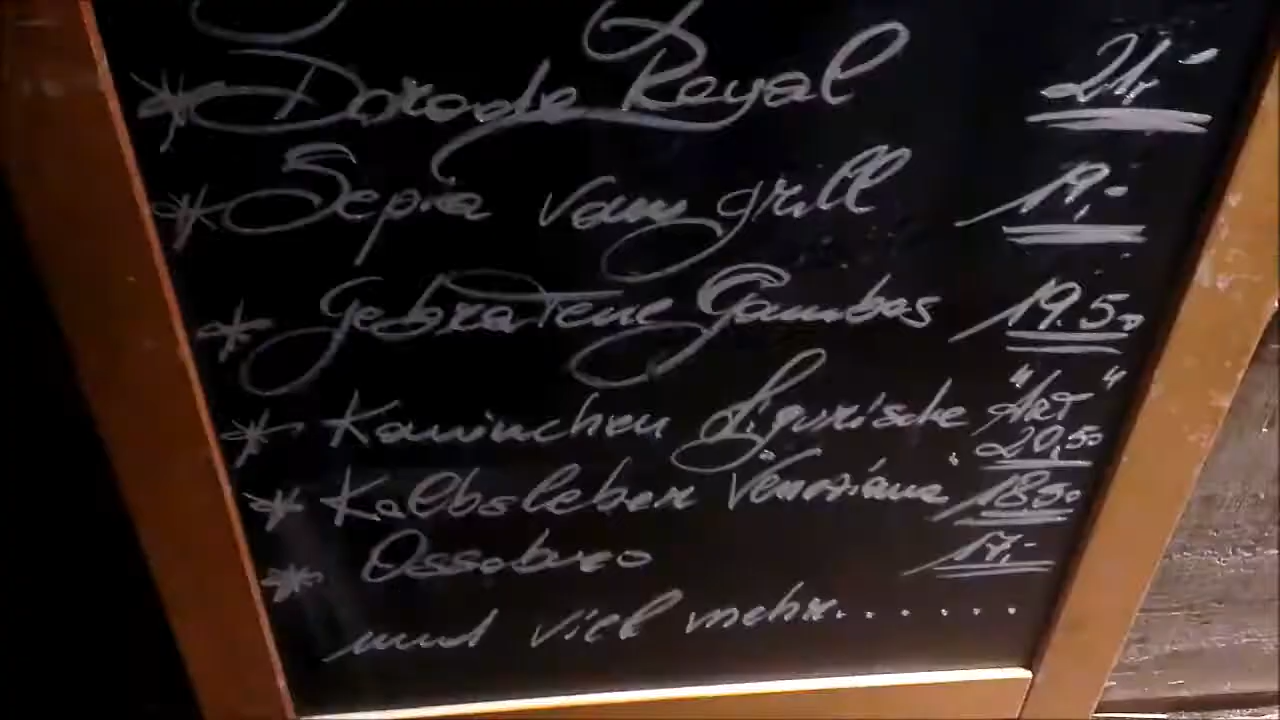 * Dorade Royal 21,-
* Sepia vom grill 19,-
* Gebratene Gambas 19.50
* Kaninchen Ligurische "Art"
20,50
* Kalbsleber Veneziana 18.50
* Ossobuco 17,-
und viel mehr.......